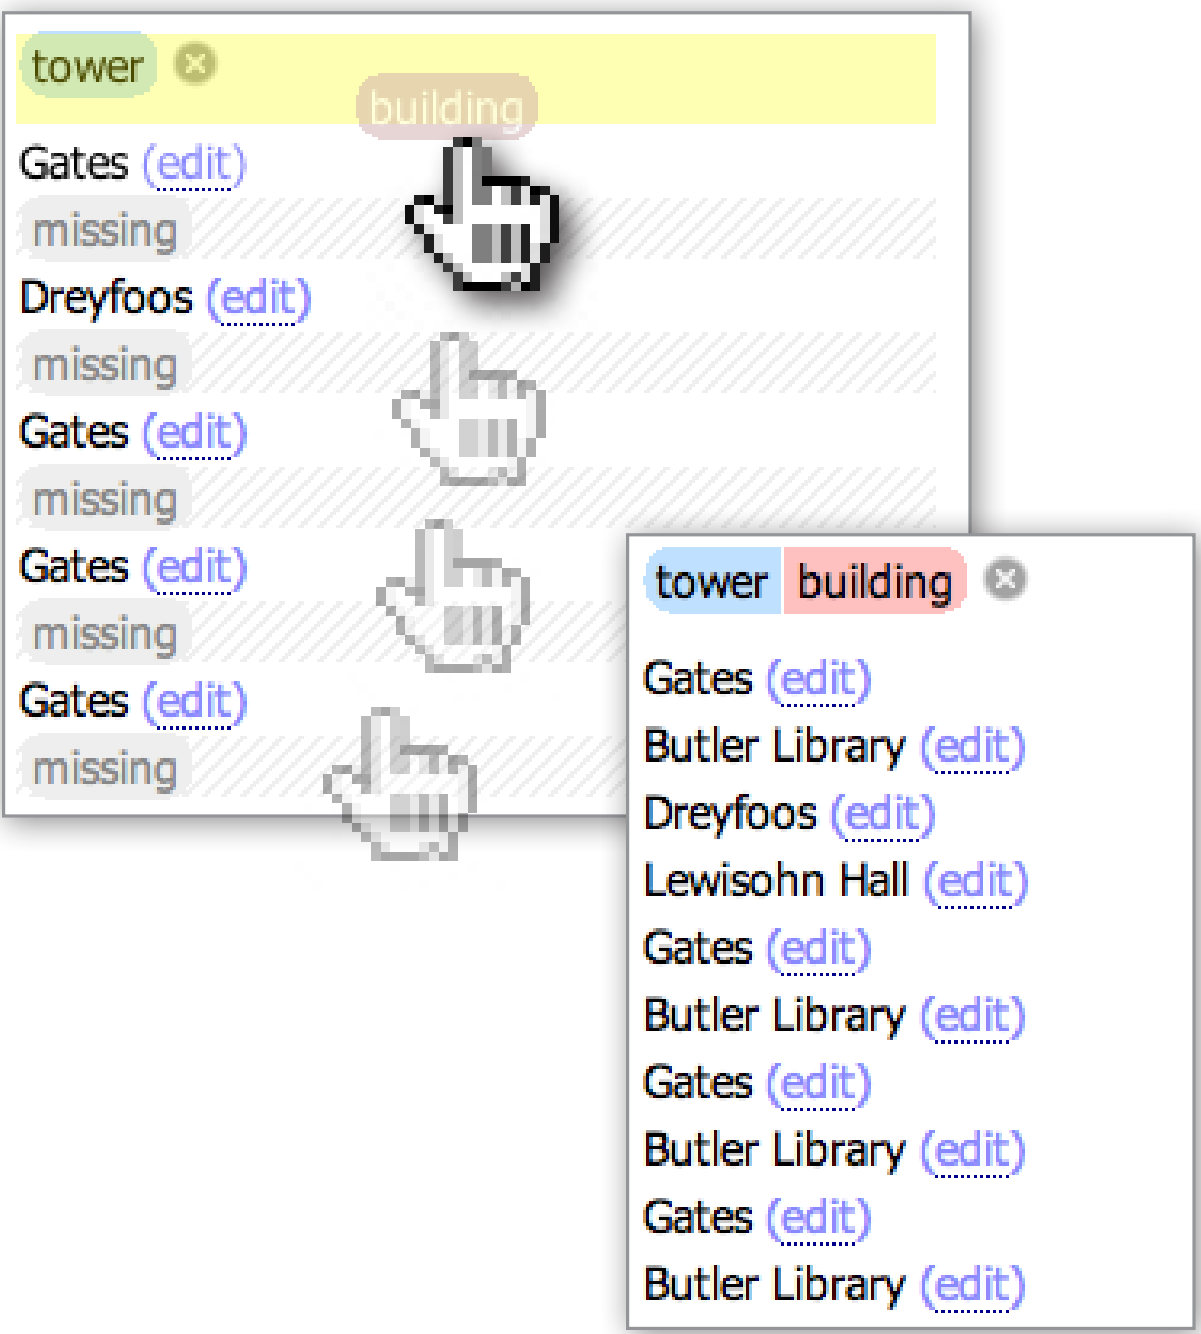 tower
building
Gates (edit)
missing
Dreyfoos (edit)
missing
Gates (edit)
missing
Gates (edit)
missing
Gates (edit)
missing
tower building
Gates (edit)
Butler Library (edit)
Dreyfoos (edit)
Lewisohn Hall (edit)
Gates (edit)
Butler Library (edit)
Gates (edit)
Butler Library (edit)
Gates (edit)
Butler Library (edit)